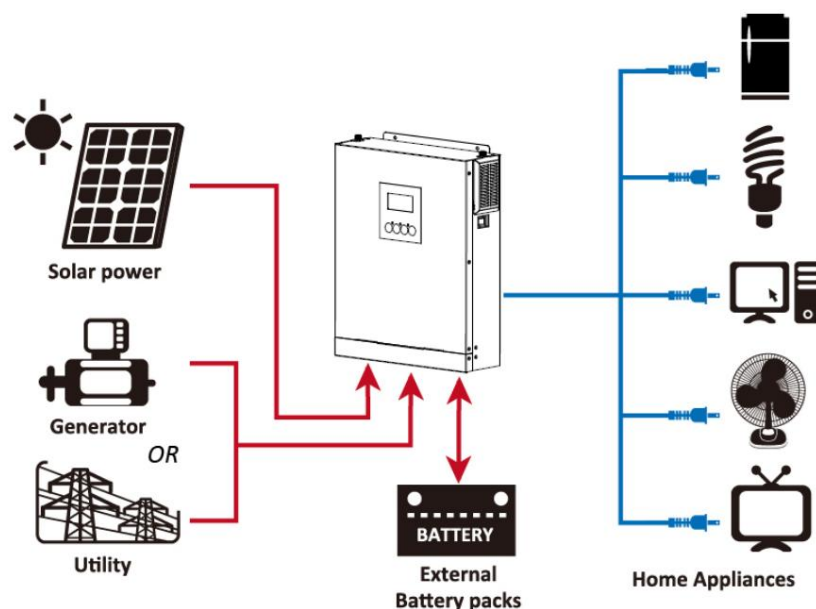 Solar power
Generator
OR
Utility
BATTERY
External
Battery packs
Home Appliances